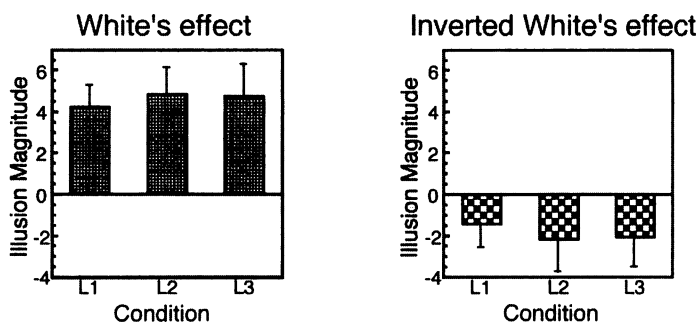 White's effect
Illusion Magnitude
6
4
2
0
-2
-4
L1 L2 L3
Condition
Inverted White's effect
Illusion Magnitude
6
4
2
0
-2
-4
L1 L2 L3
Condition